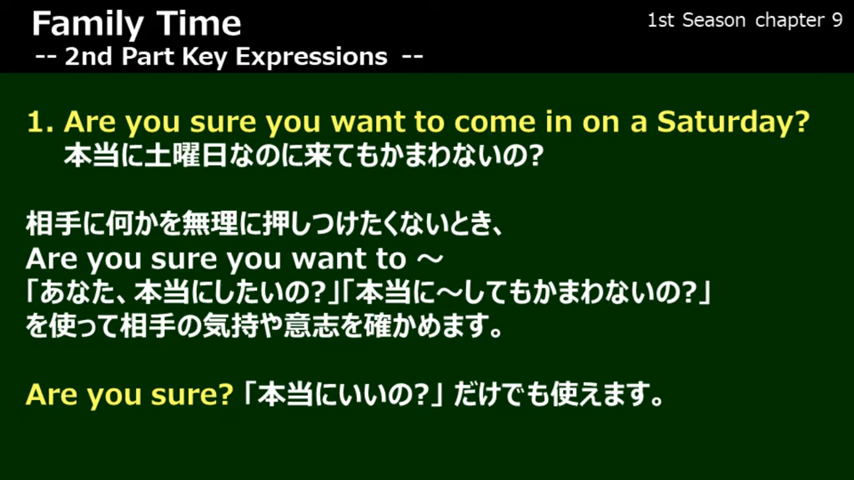 Family Time
1st Season chapter 9
-- 2nd Part Key Expressions --
1. Are you sure you want to come in on a Saturday?
本当に土曜日なのに来てもかまわないの?
相手に何かを無理に押しつけたくないとき、
Are you sure you want to ～
「あなた、本当にしたいの?」「本当に～してもかまわないの?」
を使って相手の気持や意志を確かめます。
Are you sure? 「本当にいいの?」 だけでも使えます。